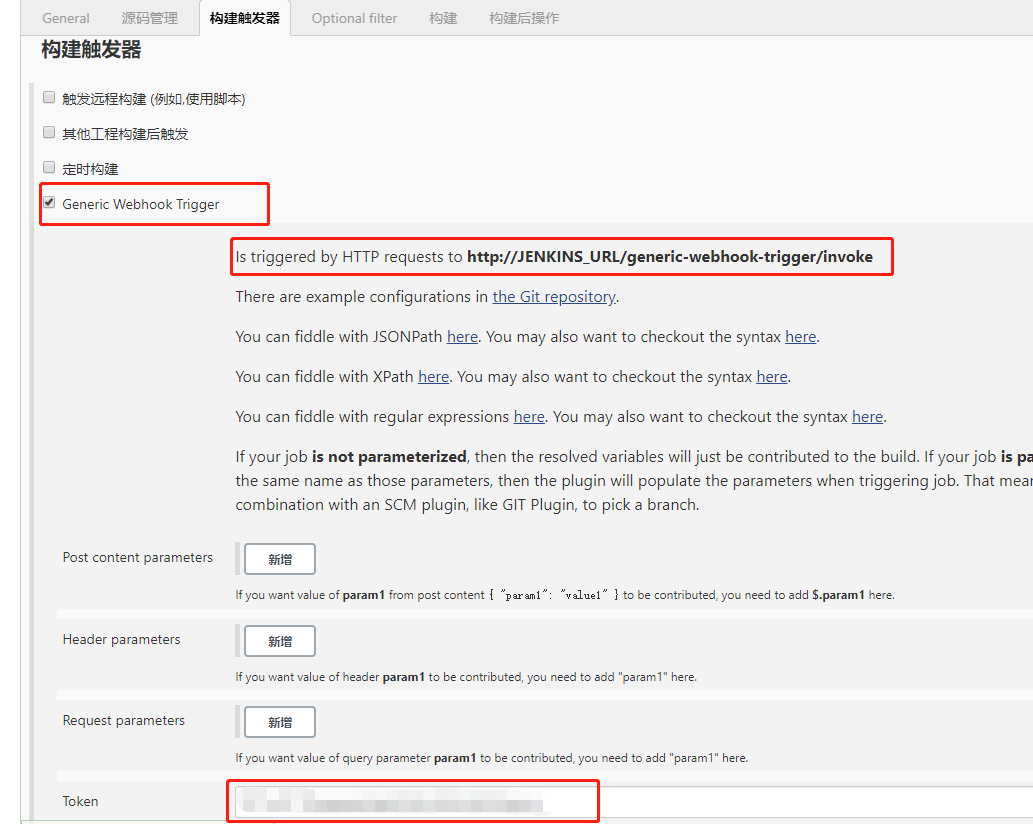 General 源码管理 构建触发器 Optional filter 构建 构建后操作
构建触发器
触发远程构建 (例如,使用脚本)
其他工程构建后触发
定时构建
Generic Webhook Trigger
Is triggered by HTTP requests to http://JENKINS_URL/generic-webhook-trigger/invoke
There are example configurations in the Git repository.
You can fiddle with JSONPath here. You may also want to checkout the syntax here.
You can fiddle with XPath here. You may also want to checkout the syntax here.
You can fiddle with regular expressions here. You may also want to checkout the syntax here.
If your job is not parameterized, then the resolved variables will just be contributed to the build. If your job is pa
the same name as those parameters, then the plugin will populate the parameters when triggering job. That mean
combination with an SCM plugin, like GIT Plugin, to pick a branch.
Post content parameters 新增
If you want value of param1 from post content { "param1": "value1" } to be contributed, you need to add $.param1 here.
Header parameters 新增
If you want value of header param1 to be contributed, you need to add "param1" here.
Request parameters 新增
If you want value of query parameter param1 to be contributed, you need to add "param1" here.
Token